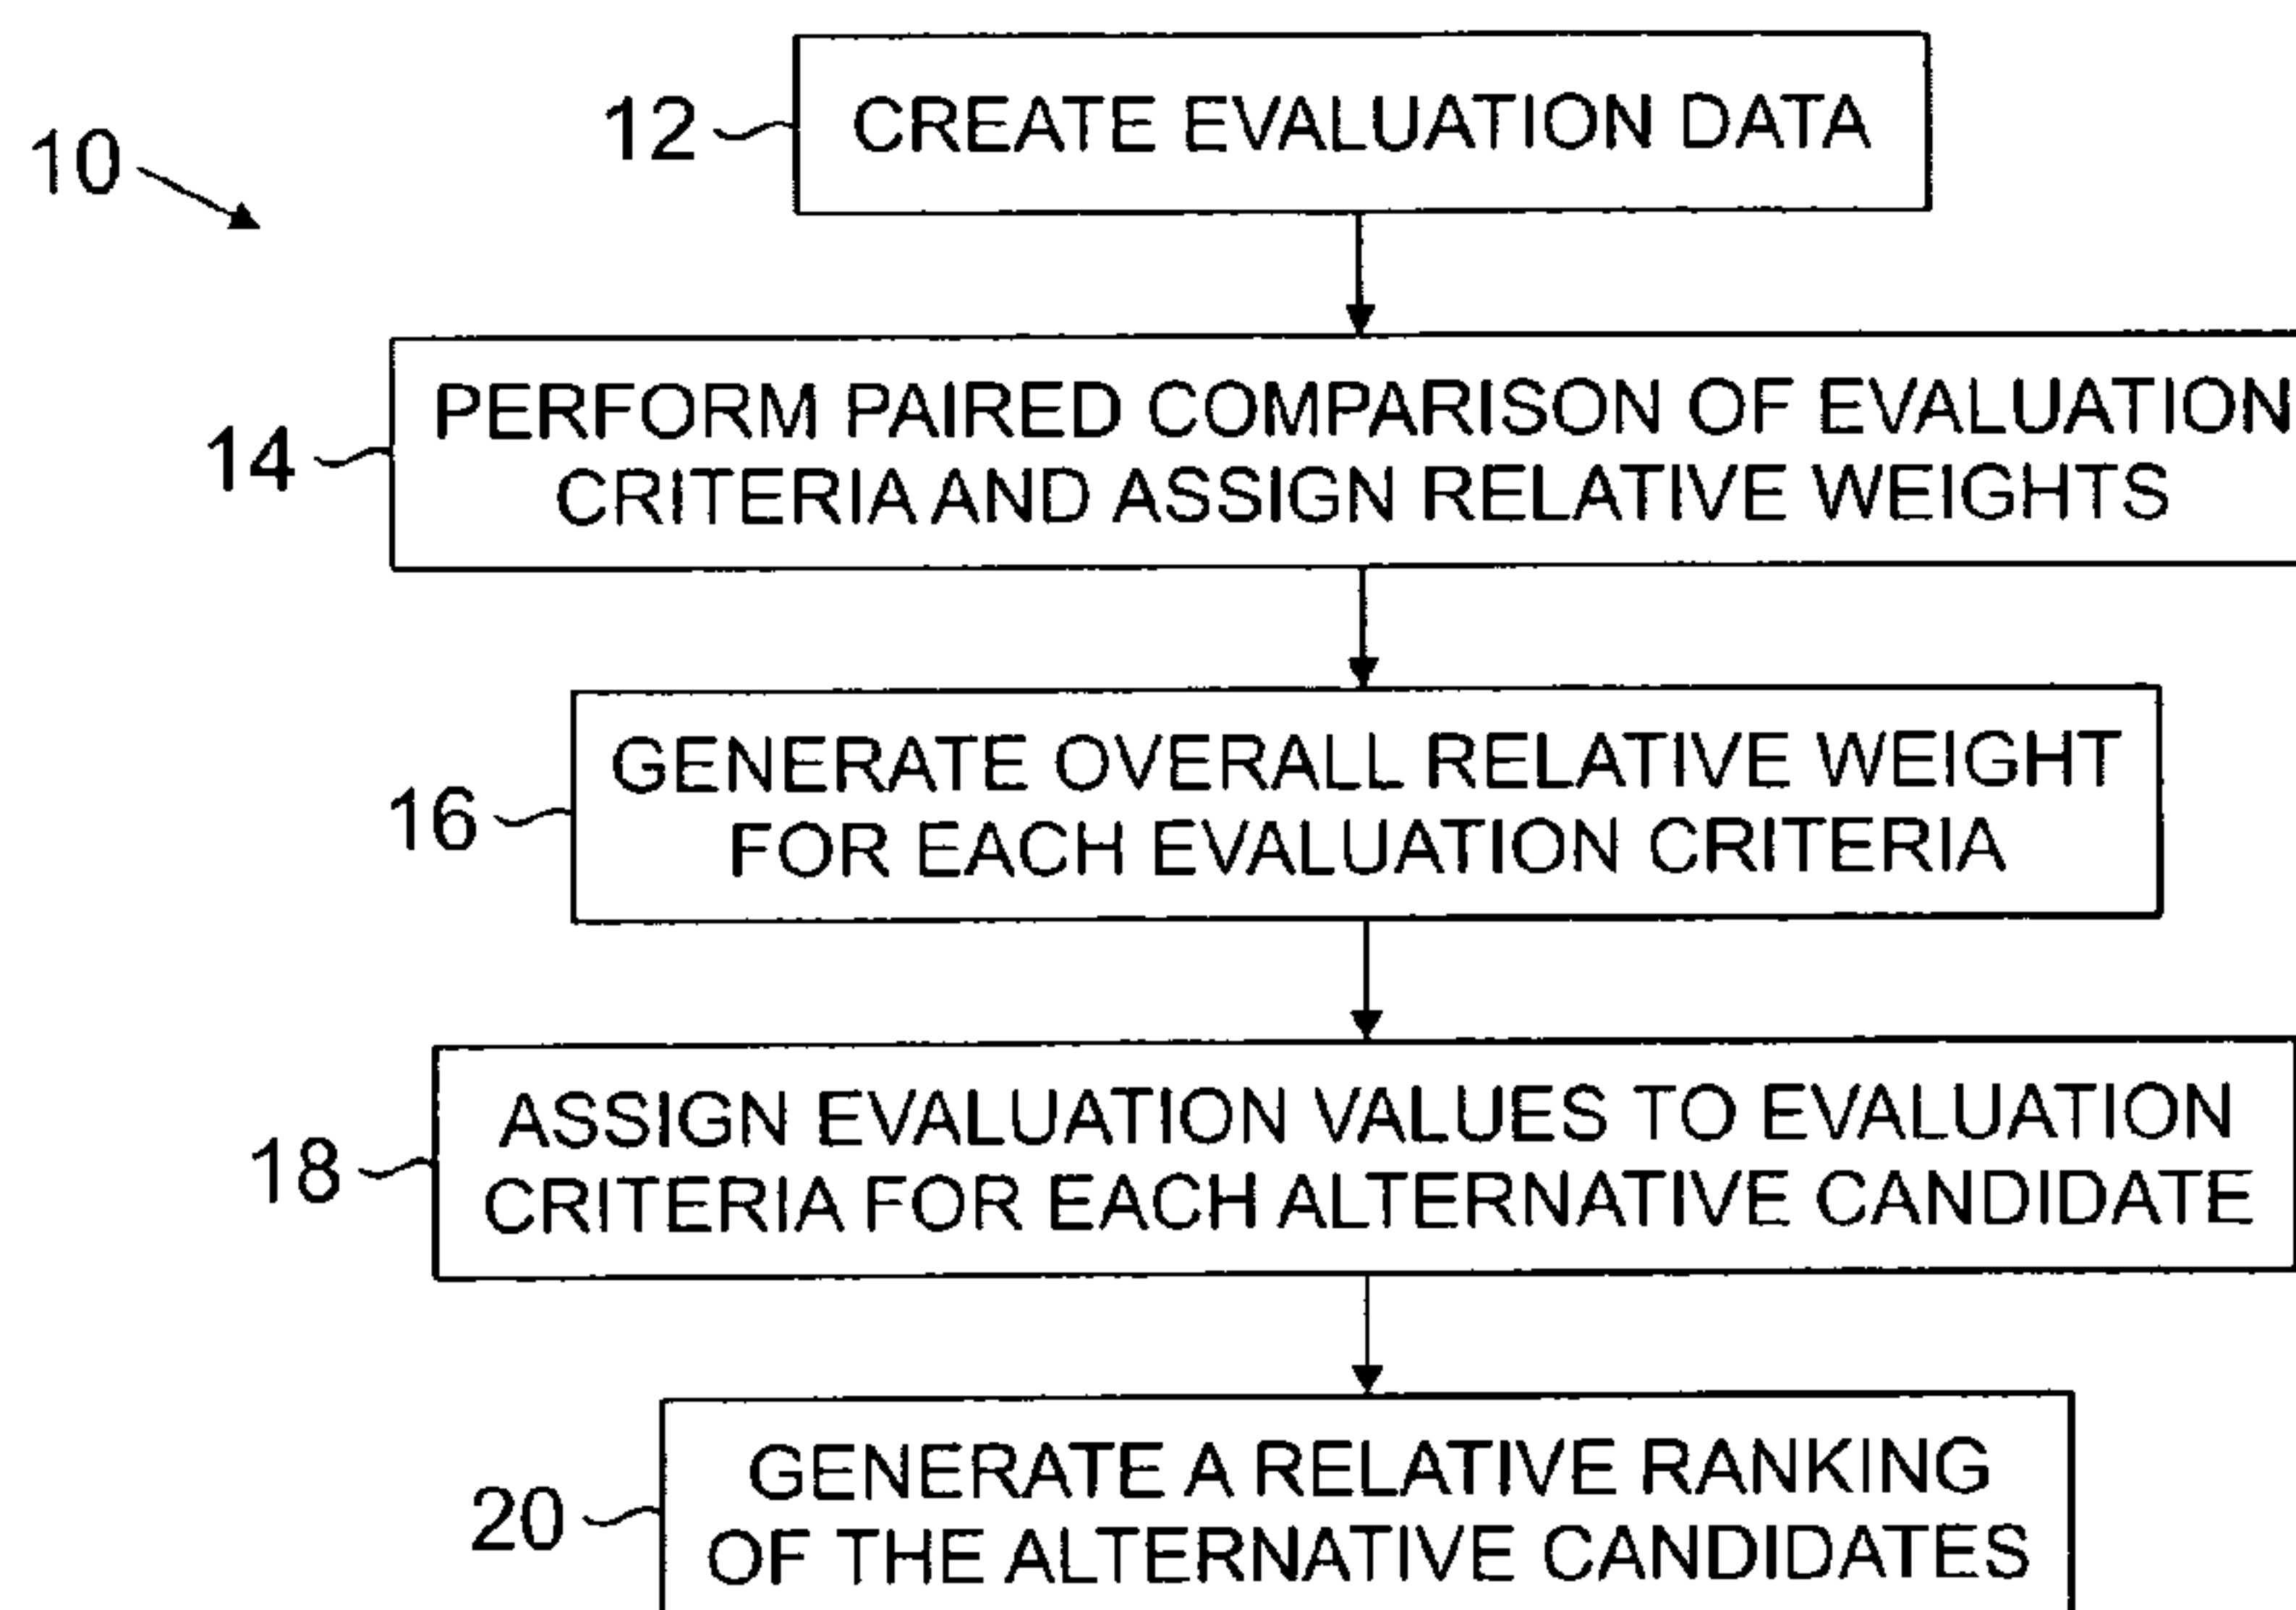 10
12
CREATE EVALUATION DATA
14
PERFORM PAIRED COMPARISON OF EVALUATION
CRITERIA AND ASSIGN RELATIVE WEIGHTS
16
GENERATE OVERALL RELATIVE WEIGHT
FOR EACH EVALUATION CRITERIA
18
ASSIGN EVALUATION VALUES TO EVALUATION
CRITERIA FOR EACH ALTERNATIVE CANDIDATE
20
GENERATE A RELATIVE RANKING
OF THE ALTERNATIVE CANDIDATES